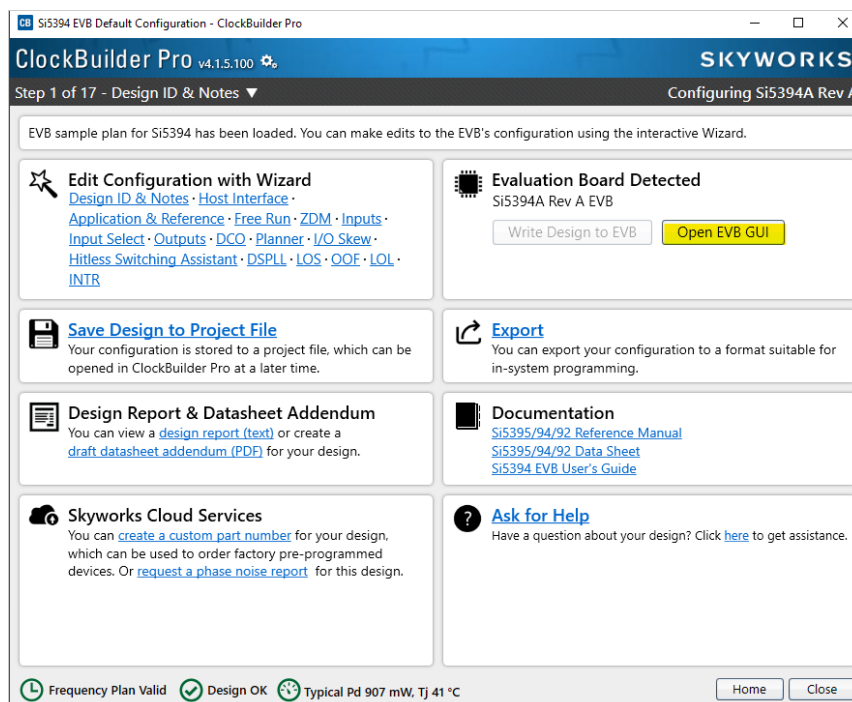 CB Si5394 EVB Default Configuration - ClockBuilder Pro
ClockBuilder Pro v4.1.5.100
SKYWORKS
Step 1 of 17 - Design ID & Notes ▼
Configuring Si5394A Rev A
EVB sample plan for Si5394 has been loaded. You can make edits to the EVB's configuration using the interactive Wizard.
Edit Configuration with Wizard
Design ID & Notes · Host Interface ·
Application & Reference · Free Run · ZDM · Inputs ·
Input Select · Outputs · DCO · Planner · I/O Skew ·
Hitless Switching Assistant · DSPLL · LOS · OOF · LOL ·
INTR
Evaluation Board Detected
Si5394A Rev A EVB
Write Design to EVB
Open EVB GUI
Save Design to Project File
Your configuration is stored to a project file, which can be
opened in ClockBuilder Pro at a later time.
Export
You can export your configuration to a format suitable for
in-system programming.
Design Report & Datasheet Addendum
You can view a design report (text) or create a
draft datasheet addendum (PDF) for your design.
Documentation
Si5395/94/92 Reference Manual
Si5395/94/92 Data Sheet
Si5394 EVB User's Guide
Skyworks Cloud Services
You can create a custom part number for your design,
which can be used to order factory pre-programmed
devices. Or request a phase noise report for this design.
? Ask for Help
Have a question about your design? Click here to get assistance.
Frequency Plan Valid
Design OK
Typical Pd 907 mW, Tj 41 °C
Home
Close